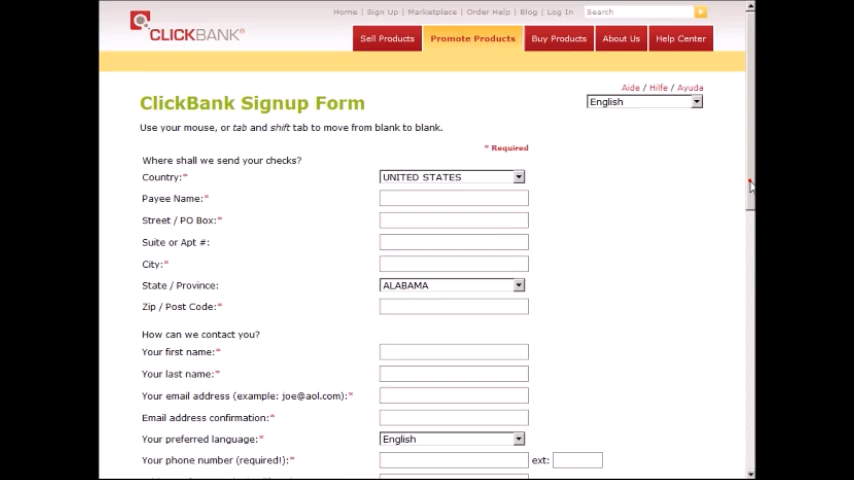 Home | Sign Up | Marketplace | Order Help | Blog | Log In
Search
CLICKBANK®
Sell Products
Promote Products
Buy Products
About Us
Help Center
Aide / Hilfe / Ayuda
English
ClickBank Signup Form
Use your mouse, or tab and shift tab to move from blank to blank.
* Required
Where shall we send your checks?
Country:* UNITED STATES
Payee Name:*
Street / PO Box:*
Suite or Apt #:
City:*
State / Province: ALABAMA
Zip / Post Code:*
How can we contact you?
Your first name:*
Your last name:*
Your email address (example: joe@aol.com):*
Email address confirmation:*
Your preferred language:* English
Your phone number (required!):* ext: